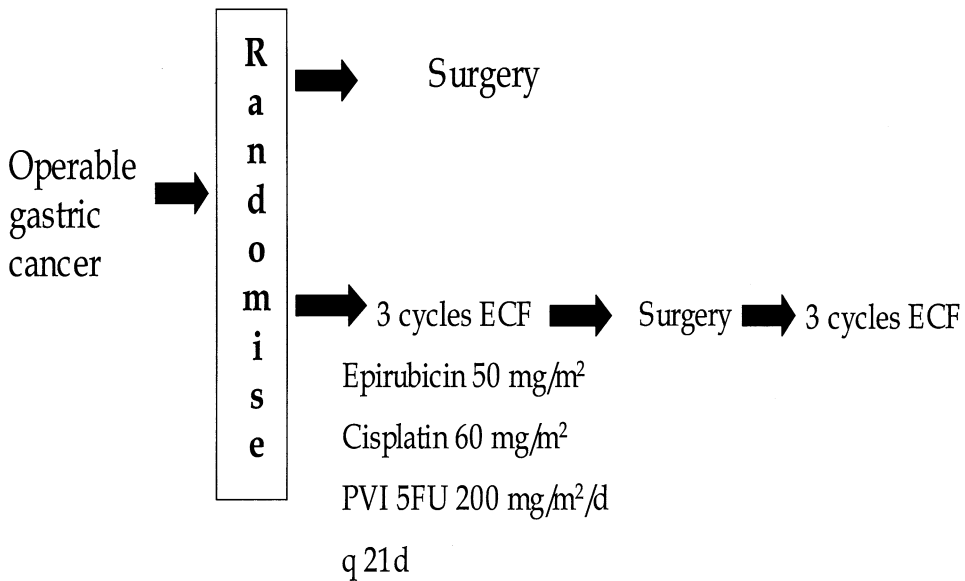 Operable
gastric
cancer
Randomise
Surgery
3 cycles ECF
Surgery
3 cycles ECF
Epirubicin 50 mg/m²
Cisplatin 60 mg/m²
PVI 5FU 200 mg/m²/d
q 21d